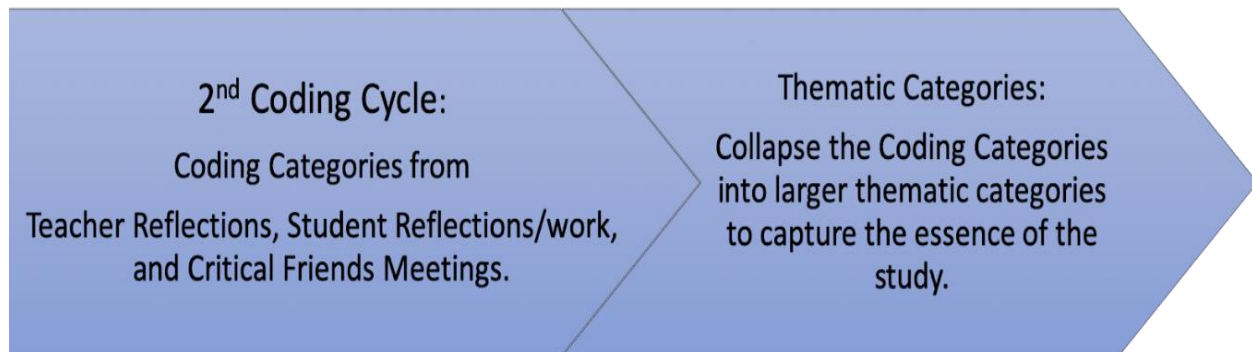 2nd Coding Cycle:
Coding Categories from
Teacher Reflections, Student Reflections/work,
and Critical Friends Meetings.
Thematic Categories:
Collapse the Coding Categories
into larger thematic categories
to capture the essence of the
study.